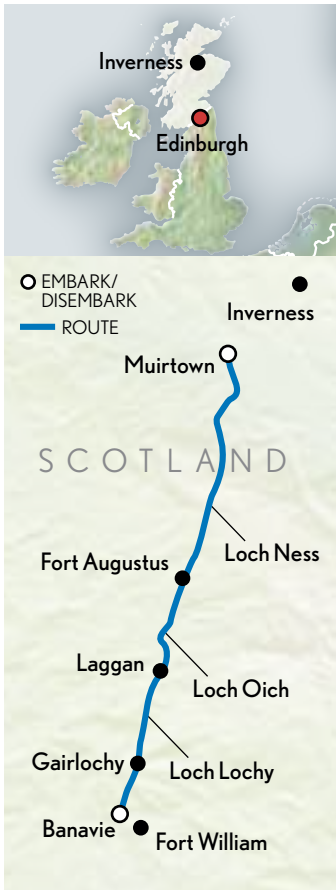 Inverness
Edinburgh
EMBARK/
DISEMBARK
ROUTE
Inverness
Muirtown
SCOTLAND
Loch Ness
Fort Augustus
Laggan
Loch Oich
Gairlochy
Loch Lochy
Banavie
Fort William